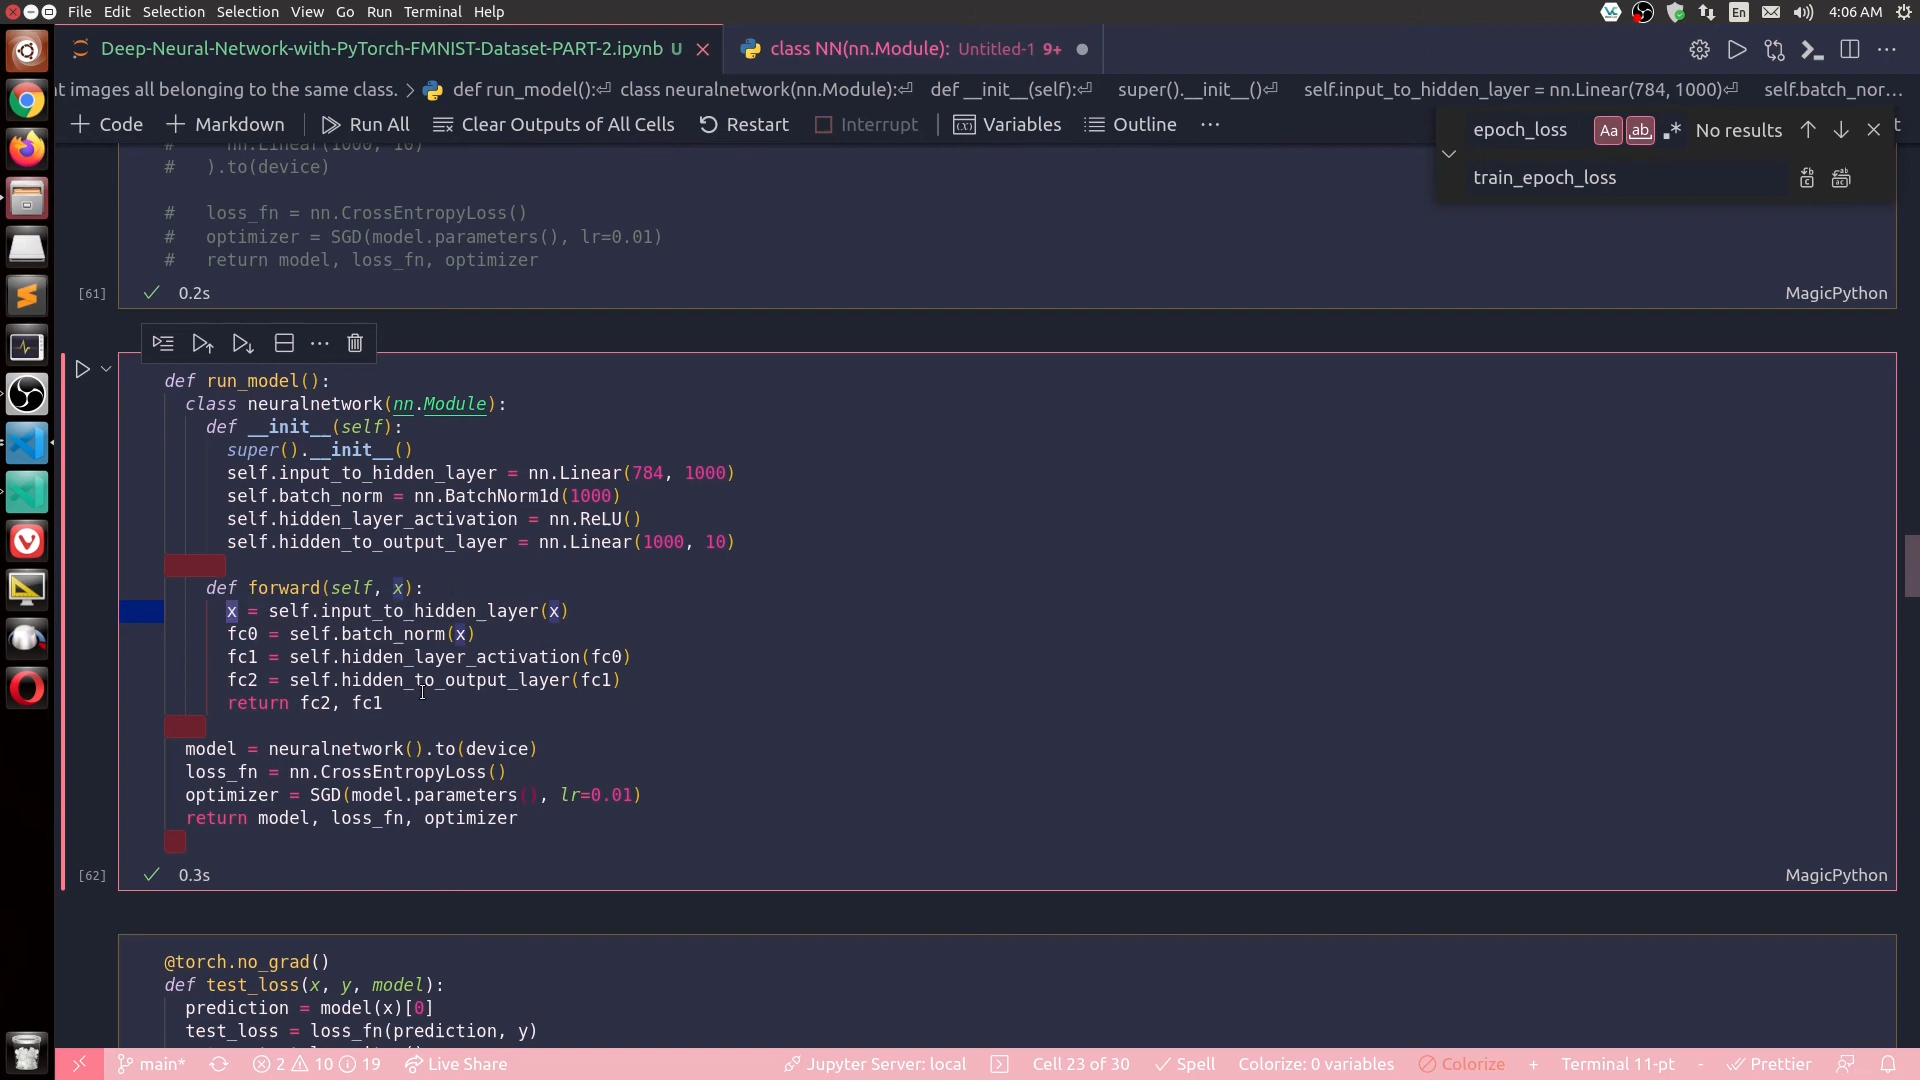 File Edit Selection Selection View Go Run Terminal Help En 4:06 AM
Deep-Neural-Network-with-PyTorch-FMNIST-Dataset-PART-2.ipynb U class NN(nn.Module): Untitled-1 9+
t images all belonging to the same class. > def run_model():⏎ class neuralnetwork(nn.Module):⏎ def __init__(self):⏎ super().__init__()⏎ self.input_to_hidden_layer = nn.Linear(784, 1000)⏎ self.batch_nor...
+ Code + Markdown Run All Clear Outputs of All Cells Restart Interrupt Variables Outline ...
epoch_loss Aa ab .* No results
train_epoch_loss
# nn.Linear(1000, 10)
# ).to(device)
# loss_fn = nn.CrossEntropyLoss()
# optimizer = SGD(model.parameters(), lr=0.01)
# return model, loss_fn, optimizer
[61] 0.2s MagicPython
def run_model():
class neuralnetwork(nn.Module):
def __init__(self):
super().__init__()
self.input_to_hidden_layer = nn.Linear(784, 1000)
self.batch_norm = nn.BatchNorm1d(1000)
self.hidden_layer_activation = nn.ReLU()
self.hidden_to_output_layer = nn.Linear(1000, 10)
def forward(self, x):
x = self.input_to_hidden_layer(x)
fc0 = self.batch_norm(x)
fc1 = self.hidden_layer_activation(fc0)
fc2 = self.hidden_to_output_layer(fc1)
return fc2, fc1
model = neuralnetwork().to(device)
loss_fn = nn.CrossEntropyLoss()
optimizer = SGD(model.parameters(), lr=0.01)
return model, loss_fn, optimizer
[62] 0.3s MagicPython
@torch.no_grad()
def test_loss(x, y, model):
prediction = model(x)[0]
test_loss = loss_fn(prediction, y)
main* 2 10 19 Live Share Jupyter Server: local Cell 23 of 30 Spell Colorize: 0 variables Colorize + Terminal 11-pt - Prettier